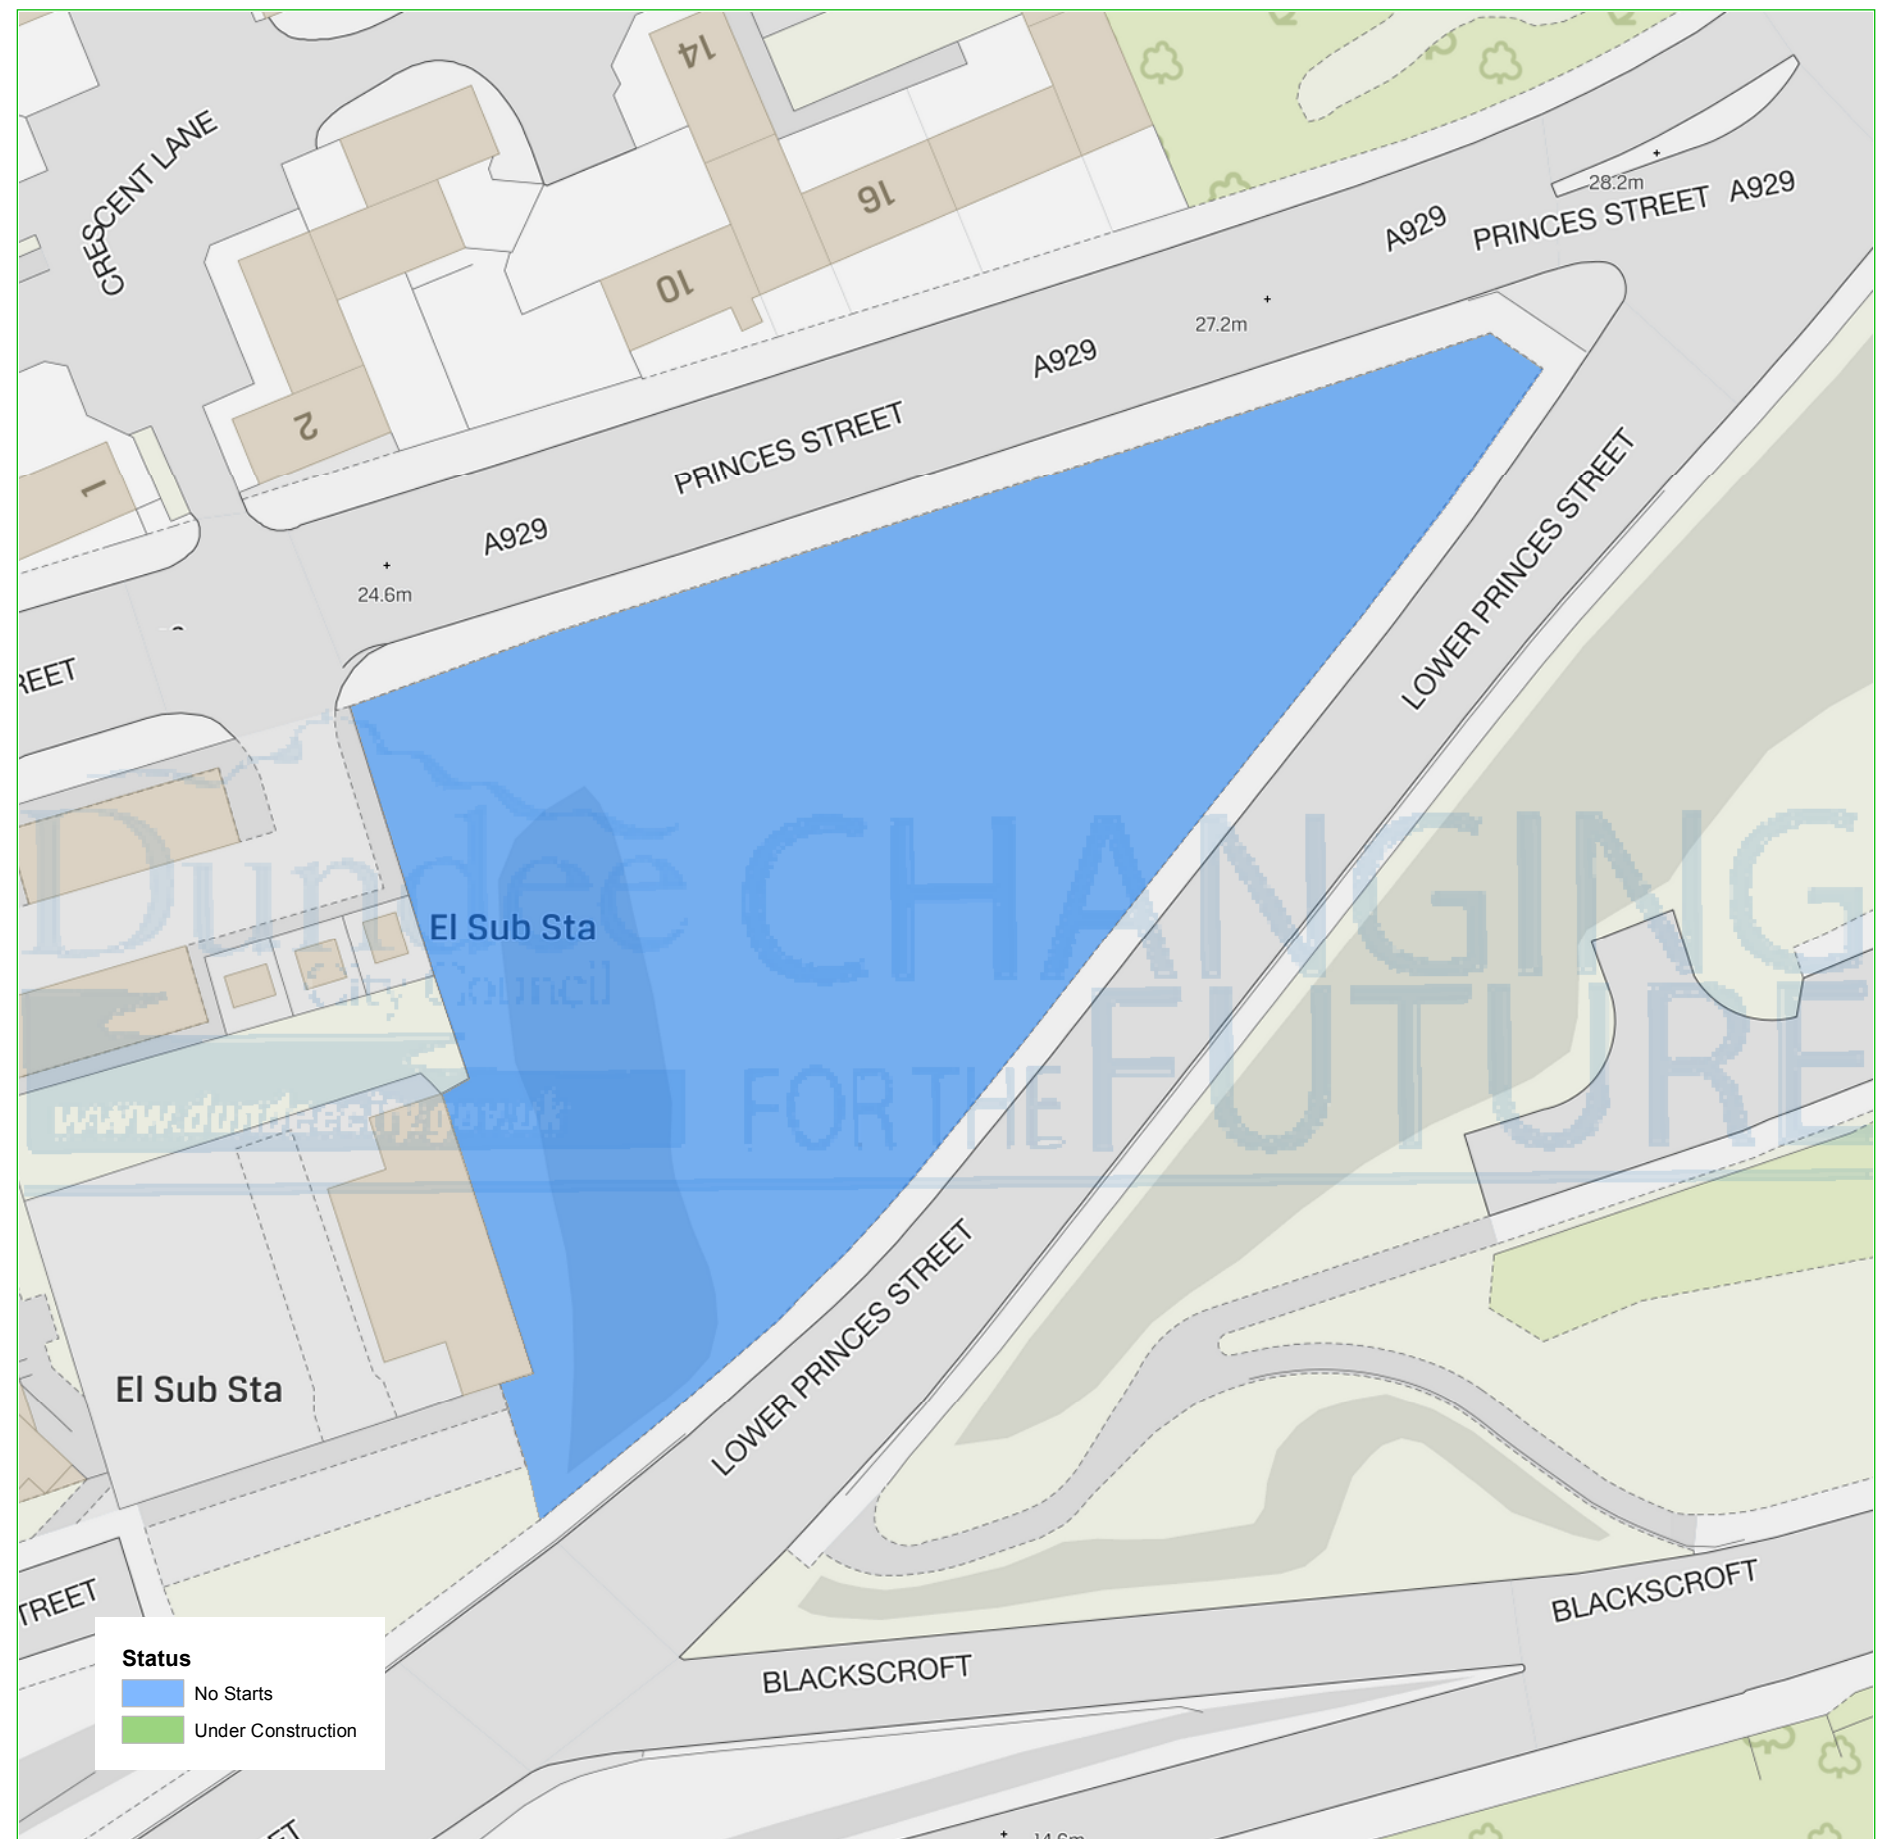 14
CRESCENT LANE
16
28.2m
A929
PRINCES STREET
A929
10
27.2m
A929
2
PRINCES STREET
1
A929
24.6m
LOWER PRINCES STREET
REET
Dundee
City Council
www.dundeecity.gov.uk
CHANGING
FOR THE FUTURE
El Sub Sta
El Sub Sta
LOWER PRINCES STREET
TREET
BLACKSCROFT
BLACKSCROFT
Status
No Starts
Under Construction
ET